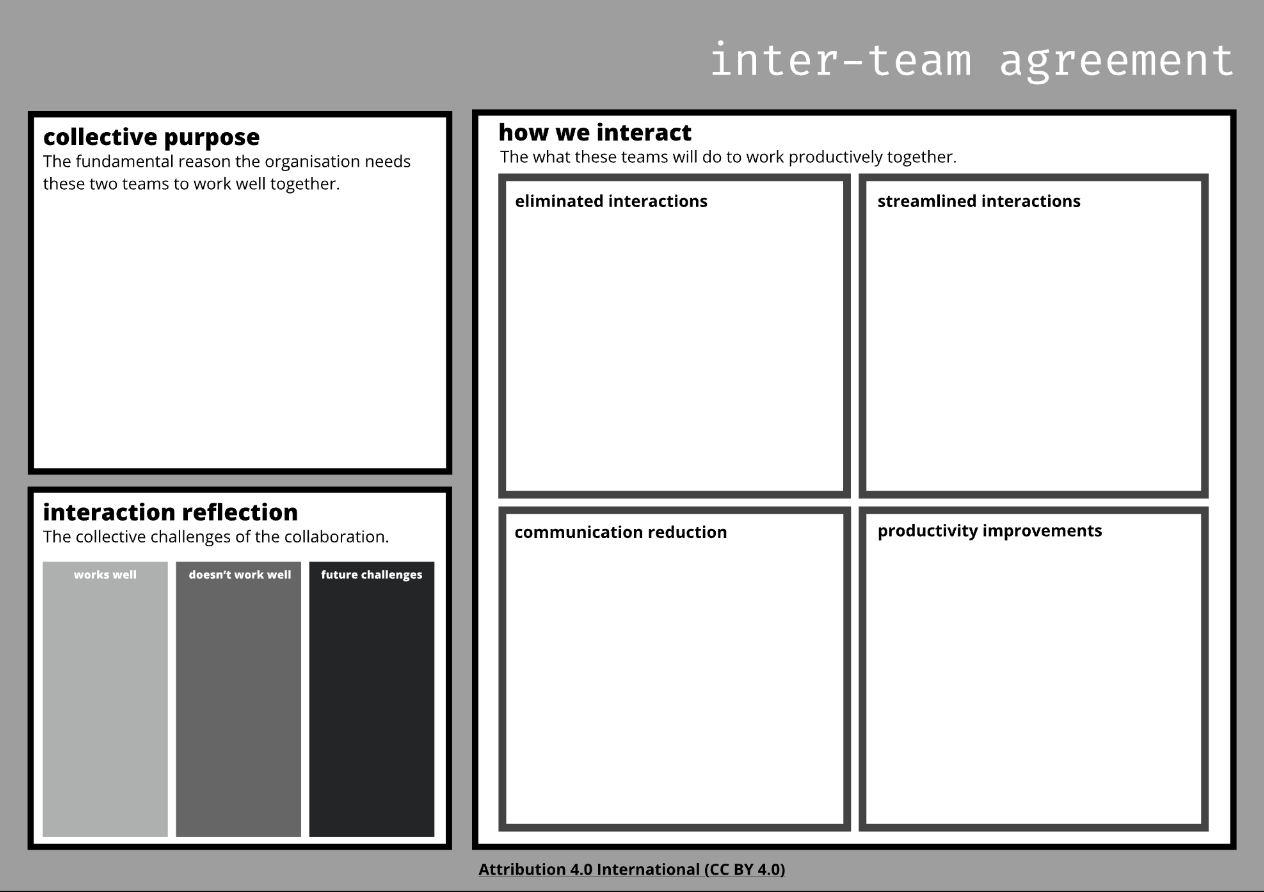 inter-team agreement
collective purpose
The fundamental reason the organisation needs
these two teams to work well together.
interaction reflection
The collective challenges of the collaboration.
works well
doesn't work well
future challenges
how we interact
The what these teams will do to work productively together.
eliminated interactions
streamlined interactions
communication reduction
productivity improvements
Attribution 4.0 International (CC BY 4.0)